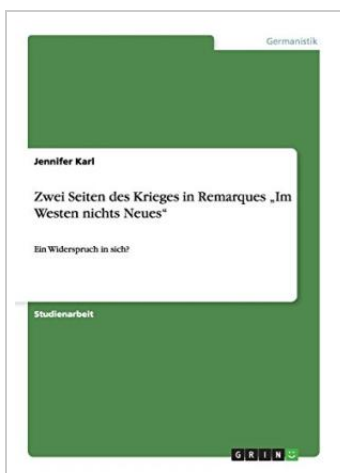 Germanistik
Jennifer Karl
Zwei Seiten des Krieges in Remarques „Im
Westen nichts Neues“
Ein Widerspruch in sich?
Studienarbeit
GRIN